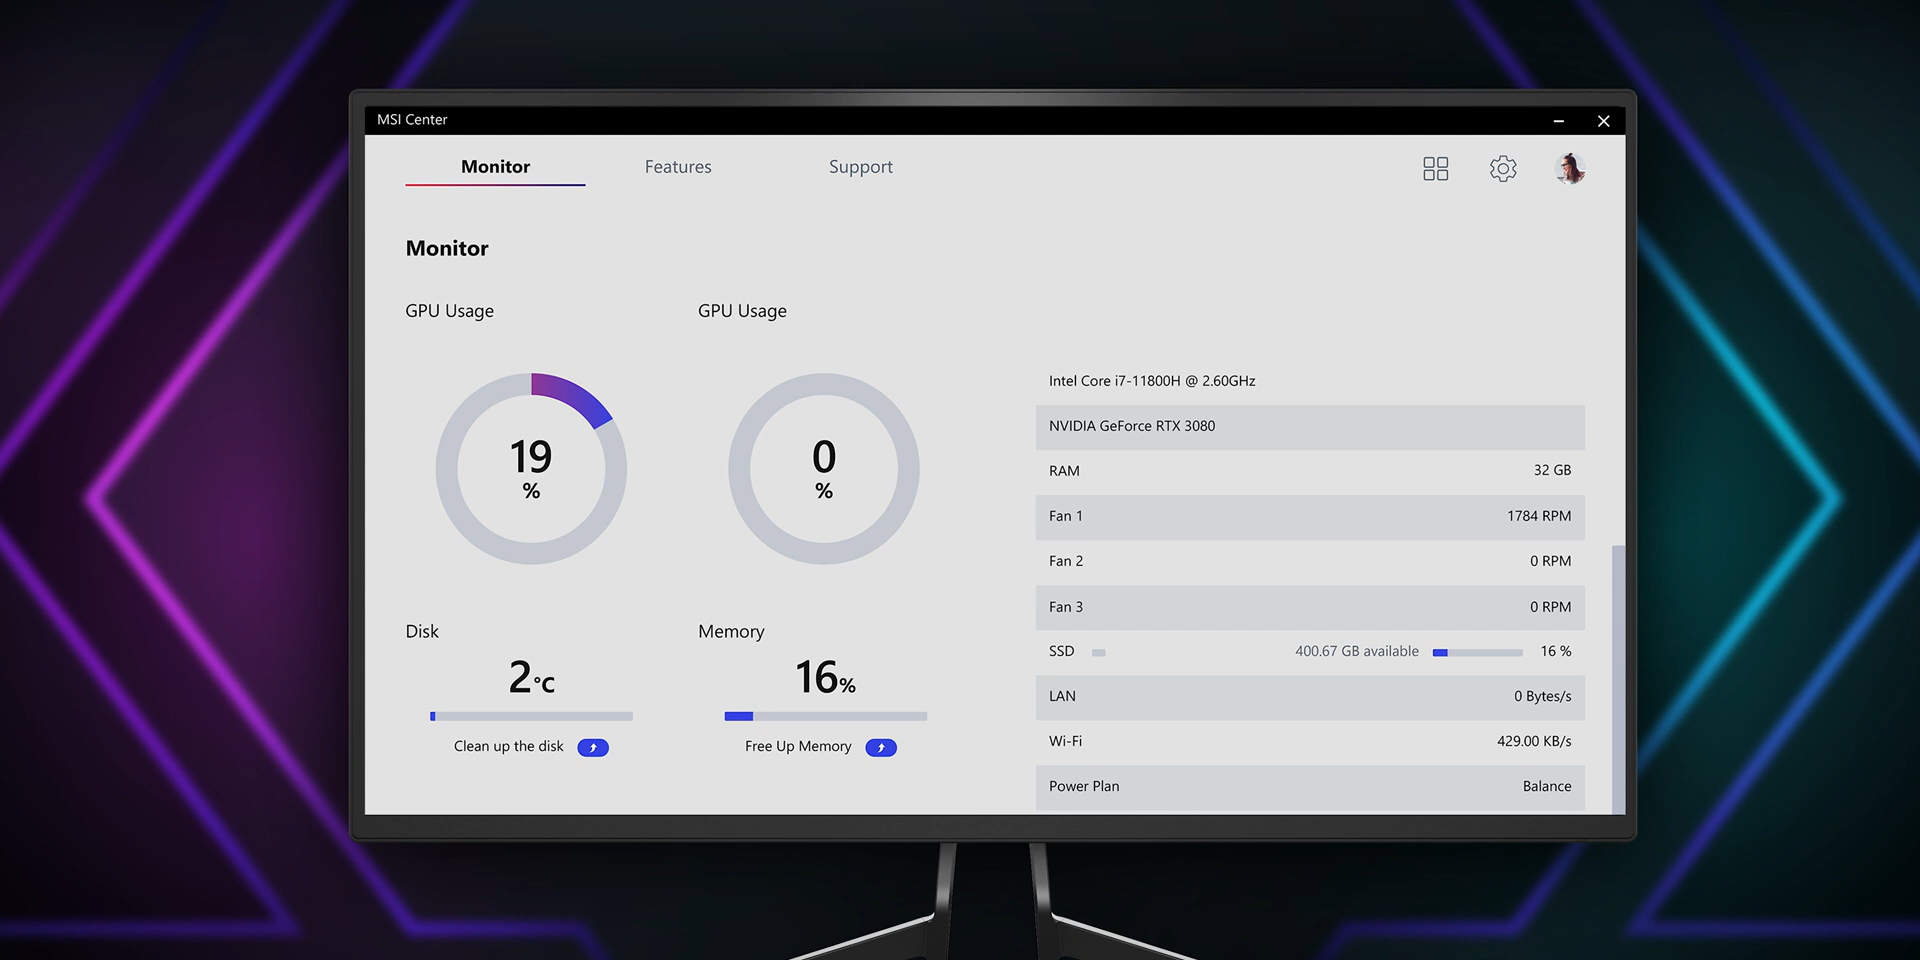 MSI Center
Monitor
Features
Support
Monitor
GPU Usage
GPU Usage
19
%
0
%
Disk
Memory
2°C
16%
Clean up the disk
Free Up Memory
Intel Core i7-11800H @ 2.60GHz
NVIDIA GeForce RTX 3080
RAM 32 GB
Fan 1 1784 RPM
Fan 2 0 RPM
Fan 3 0 RPM
SSD 400.67 GB available 16 %
LAN 0 Bytes/s
Wi-Fi 429.00 KB/s
Power Plan Balance